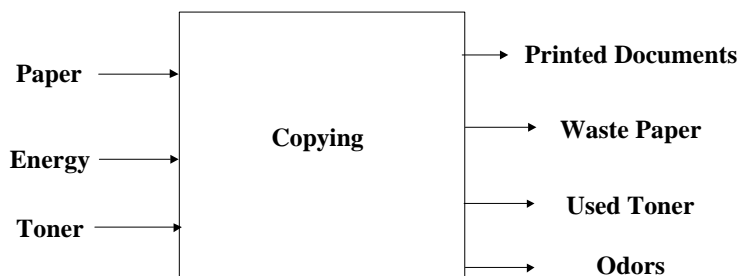 Paper
Energy
Toner
Copying
Printed Documents
Waste Paper
Used Toner
Odors